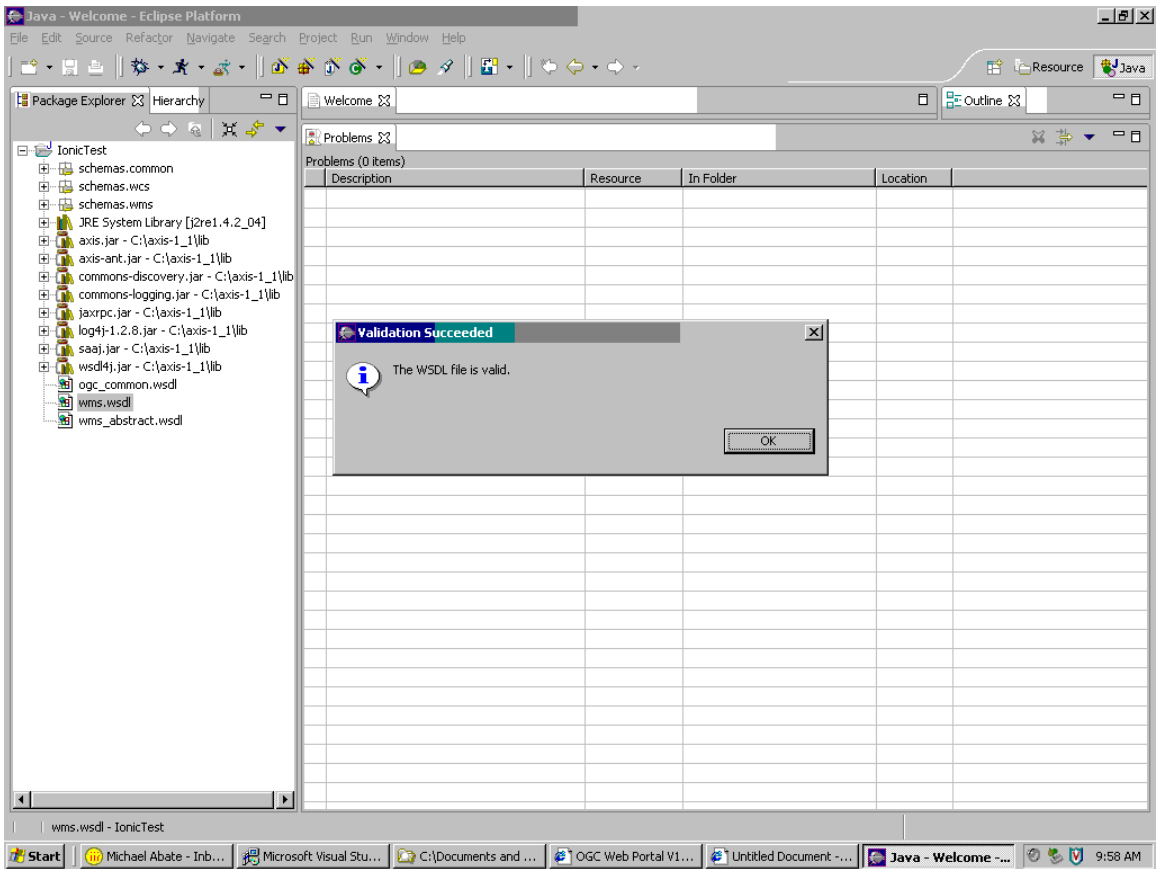 Java - Welcome - Eclipse Platform
File Edit Source Refactor Navigate Search Project Run Window Help
Resource Java
Package Explorer Hierarchy
Welcome
Outline
IonicTest
schemas.common
schemas.wcs
schemas.wms
JRE System Library [j2re1.4.2_04]
axis.jar - C:\axis-1_1\lib
axis-ant.jar - C:\axis-1_1\lib
commons-discovery.jar - C:\axis-1_1\lib
commons-logging.jar - C:\axis-1_1\lib
jaxrpc.jar - C:\axis-1_1\lib
log4j-1.2.8.jar - C:\axis-1_1\lib
saaj.jar - C:\axis-1_1\lib
wsdl4j.jar - C:\axis-1_1\lib
ogc_common.wsdl
wms.wsdl
wms_abstract.wsdl
Problems
Problems (0 items)
Description Resource In Folder Location
Validation Succeeded
The WSDL file is valid.
OK
wms.wsdl - IonicTest
Start Michael Abate - Inb... Microsoft Visual Stu... C:\Documents and ... OGC Web Portal V1... Untitled Document -... Java - Welcome -... 9:58 AM